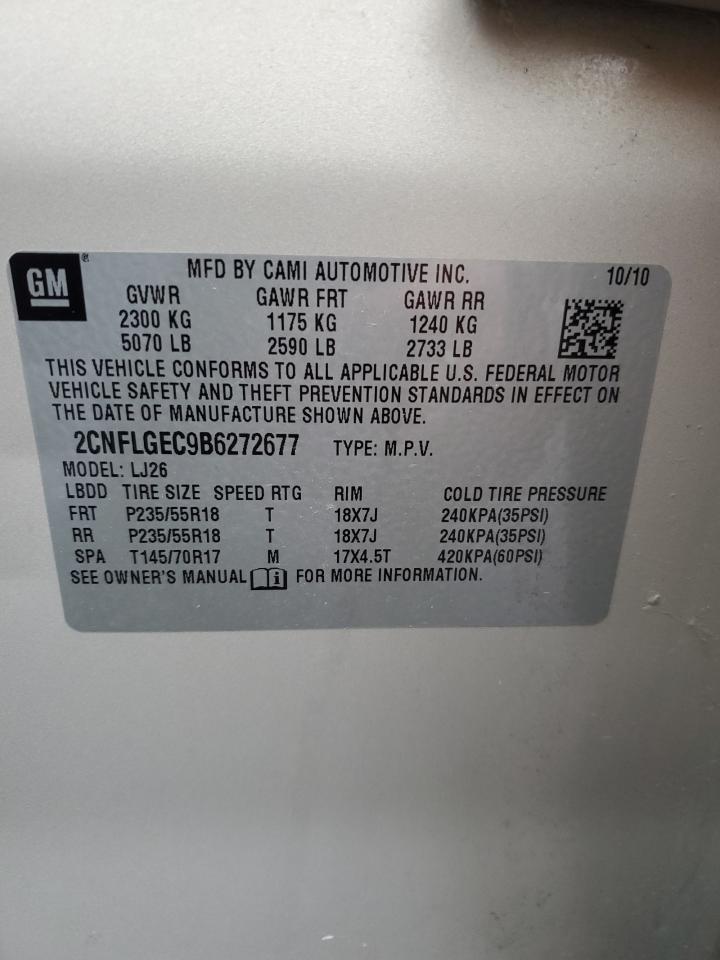 GM®
MFD BY CAMI AUTOMOTIVE INC. 10/10
GVWR GAWR FRT GAWR RR
2300 KG 1175 KG 1240 KG
5070 LB 2590 LB 2733 LB
THIS VEHICLE CONFORMS TO ALL APPLICABLE U.S. FEDERAL MOTOR
VEHICLE SAFETY AND THEFT PREVENTION STANDARDS IN EFFECT ON
THE DATE OF MANUFACTURE SHOWN ABOVE.
2CNFLGEC9B6272677 TYPE: M.P.V.
MODEL: LJ26
LBDD TIRE SIZE SPEED RTG RIM COLD TIRE PRESSURE
FRT P235/55R18 T 18X7J 240KPA(35PSI)
RR P235/55R18 T 18X7J 240KPA(35PSI)
SPA T145/70R17 M 17X4.5T 420KPA(60PSI)
SEE OWNER'S MANUAL i FOR MORE INFORMATION.